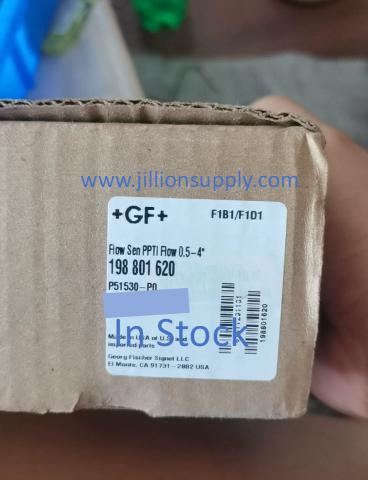 www.jillionsupply.com
+GF+ F1B1/F1D1
Flow Sen PPTi Flow 0.5-4"
198 801 620
P51530-P0
In Stock
Made in USA of U.S. and
imported parts
Georg Fischer Signet LLC
El Monte, CA 91731-2882 USA
198801620